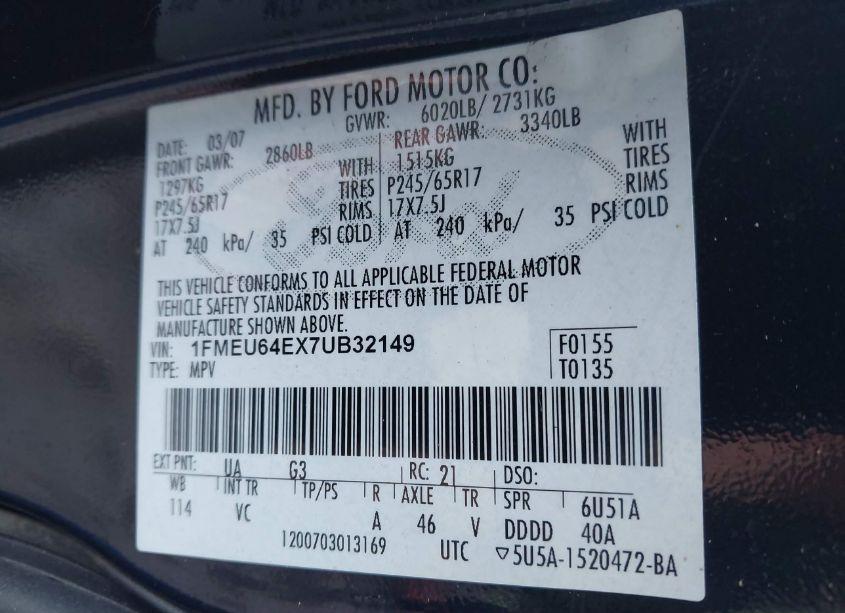 MFD. BY FORD MOTOR CO:
DATE: 03/07 GVWR: 6020LB/ 2731KG
FRONT GAWR: 2860LB REAR GAWR: 3340LB
1297KG WITH 1515KG WITH
P245/65R17 TIRES P245/65R17 TIRES
17X7.5J RIMS 17X7.5J RIMS
AT 240 kPa/ 35 PSI COLD AT 240 kPa/ 35 PSI COLD
THIS VEHICLE CONFORMS TO ALL APPLICABLE FEDERAL MOTOR
VEHICLE SAFETY STANDARDS IN EFFECT ON THE DATE OF
MANUFACTURE SHOWN ABOVE.
VIN: 1FMEU64EX7UB32149 F0155
TYPE: MPV T0135
EXT PNT: UA G3 RC: 21 DSO:
WB INT TR TP/PS R AXLE TR SPR 6U51A
114 VC A 46 V DDDD 40A
1200703013169 UTC ▽5U5A-1520472-BA